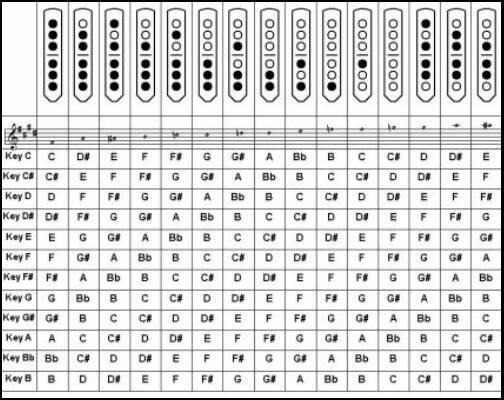 Key C C D# E F F# G G# A Bb B C C# D D# E
Key C# C# E F F# G G# A Bb B C C# D D# E F
Key D D F F# G G# A Bb B C C# D D# E F F#
Key D# D# F# G G# A Bb B C C# D D# E F F# G
Key E E G G# A Bb B C C# D D# E F F# G G#
Key F F G# A Bb B C C# D D# E F F# G G# A
Key F# F# A Bb B C C# D D# E F F# G G# A Bb
Key G G Bb B C C# D D# E F F# G G# A Bb B
Key G# G# B C C# D D# E F F# G G# A Bb B C
Key A A C C# D D# E F F# G G# A Bb B C C#
Key Bb Bb C# D D# E F F# G G# A Bb B C C# D
Key B B D D# E F F# G G# A Bb B C C# D D#